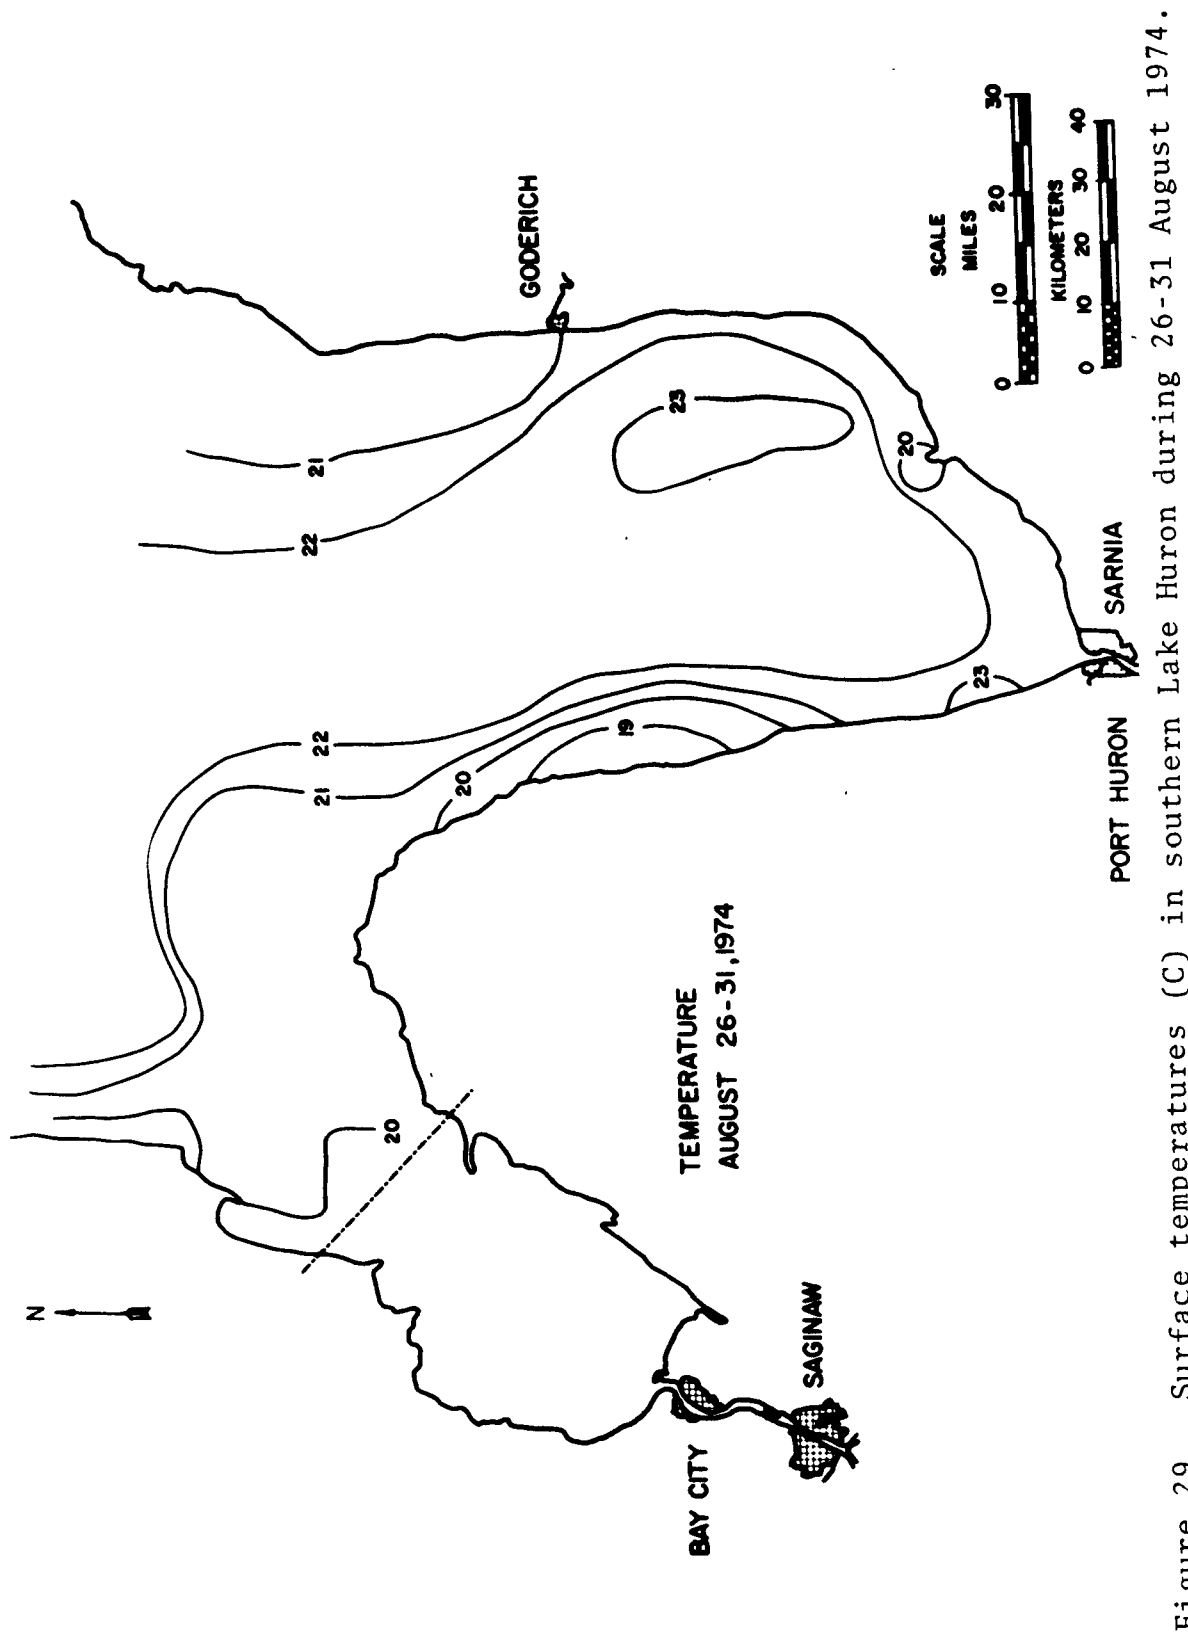 N
22
21
22
21
20
20
GODERICH
19
23
TEMPERATURE
AUGUST 26-31, 1974
BAY CITY
SAGINAW
20
23
SCALE
MILES
0 10 20 30
KILOMETERS
0 10 20 30 40
SARNIA
PORT HURON
Figure 29 Surface temperatures (C) in southern Lake Huron during 26-31 August 1974.